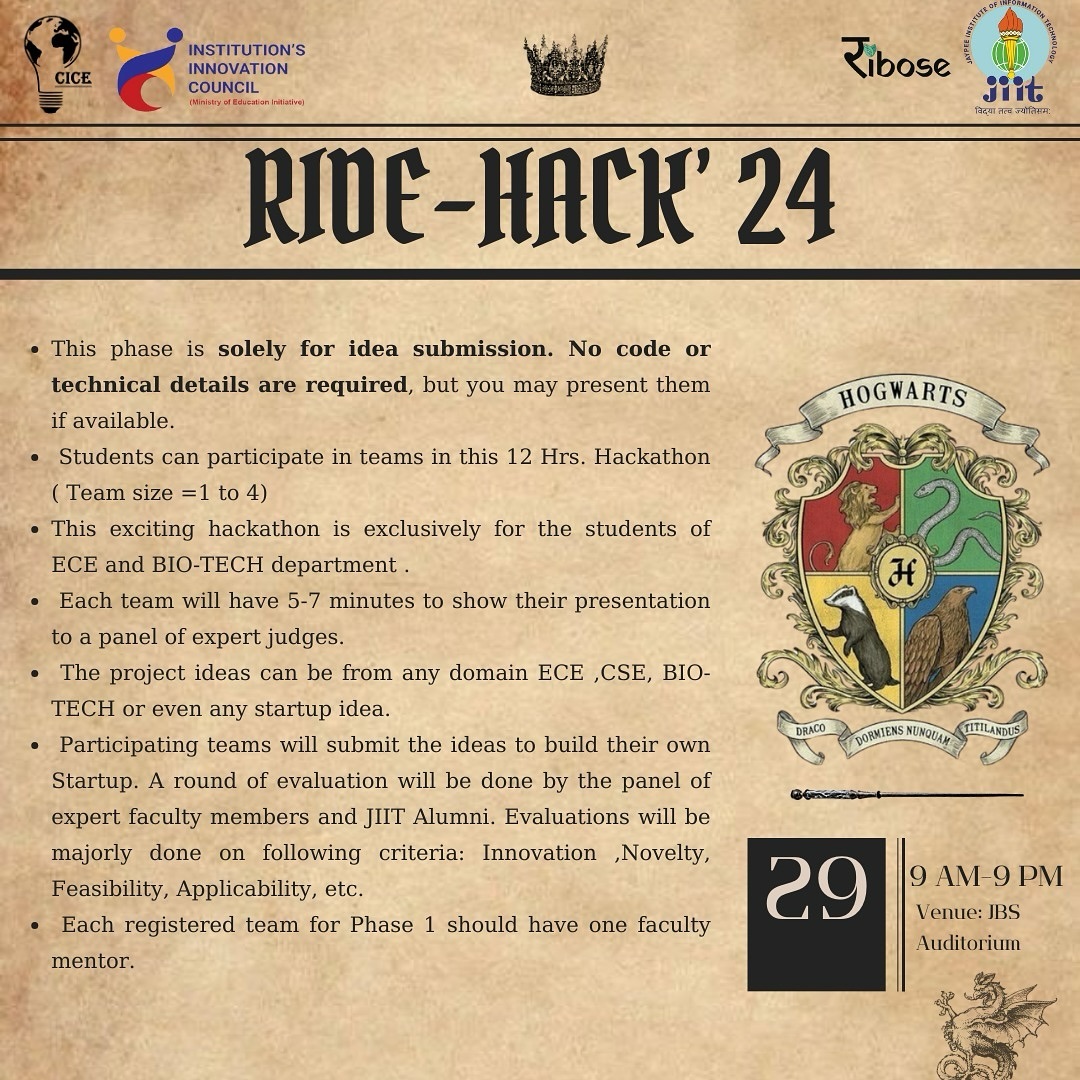 CICE
INSTITUTION'S
INNOVATION
COUNCIL
(Ministry of Education Initiative)
रibose
JAYPEE INSTITUTE OF INFORMATION TECHNOLOGY
jiit
विद्या तत्व ज्योतिसमः
RIDE-HACK' 24
• This phase is solely for idea submission. No code or
technical details are required, but you may present them
if available.
• Students can participate in teams in this 12 Hrs. Hackathon
( Team size =1 to 4)
• This exciting hackathon is exclusively for the students of
ECE and BIO-TECH department .
• Each team will have 5-7 minutes to show their presentation
to a panel of expert judges.
• The project ideas can be from any domain ECE ,CSE, BIO-
TECH or even any startup idea.
• Participating teams will submit the ideas to build their own
Startup. A round of evaluation will be done by the panel of
expert faculty members and JIIT Alumni. Evaluations will be
majorly done on following criteria: Innovation ,Novelty,
Feasibility, Applicability, etc.
• Each registered team for Phase 1 should have one faculty
mentor.
HOGWARTS
H
DRACO DORMIENS NUNQUAM TITILANDUS
29
9 AM-9 PM
Venue: JBS
Auditorium